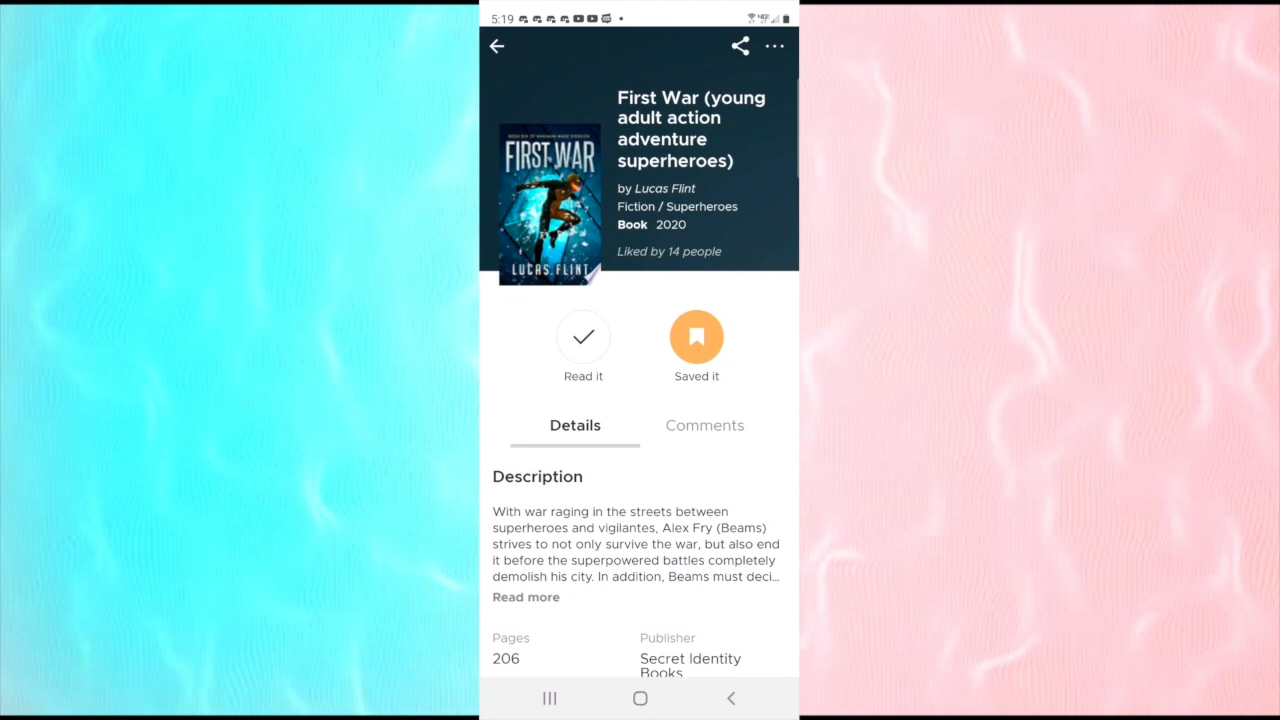 5:19
First War (young
adult action
adventure
superheroes)
by Lucas Flint
Fiction / Superheroes
Book 2020
Liked by 14 people
FIRST WAR
LUCAS FLINT
Read it
Saved it
Details
Comments
Description
With war raging in the streets between
superheroes and vigilantes, Alex Fry (Beams)
strives to not only survive the war, but also end
it before the superpowered battles completely
demolish his city. In addition, Beams must deci...
Read more
Pages
Publisher
206
Secret Identity
Books